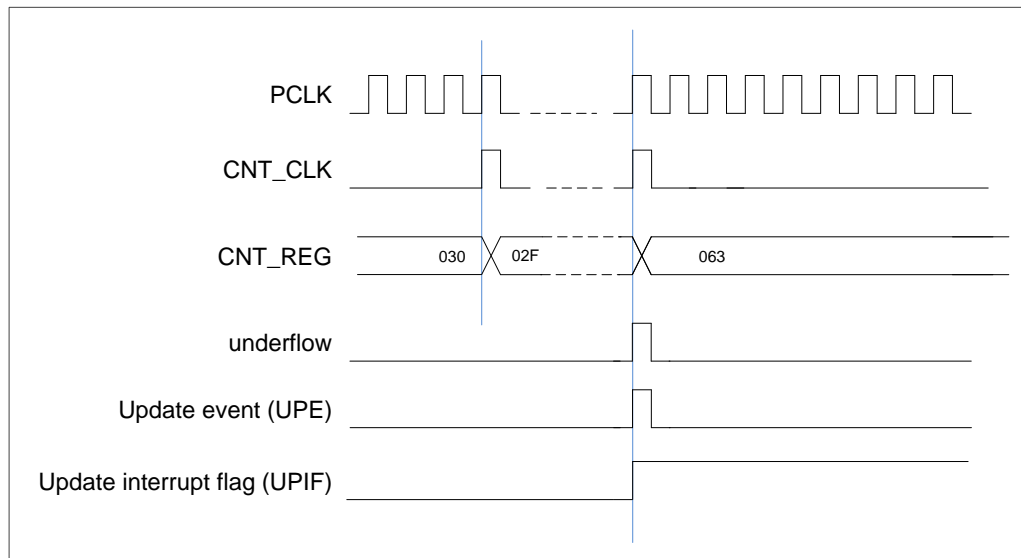 PCLK
CNT_CLK
CNT_REG
030
02F
063
underflow
Update event (UPE)
Update interrupt flag (UPIF)